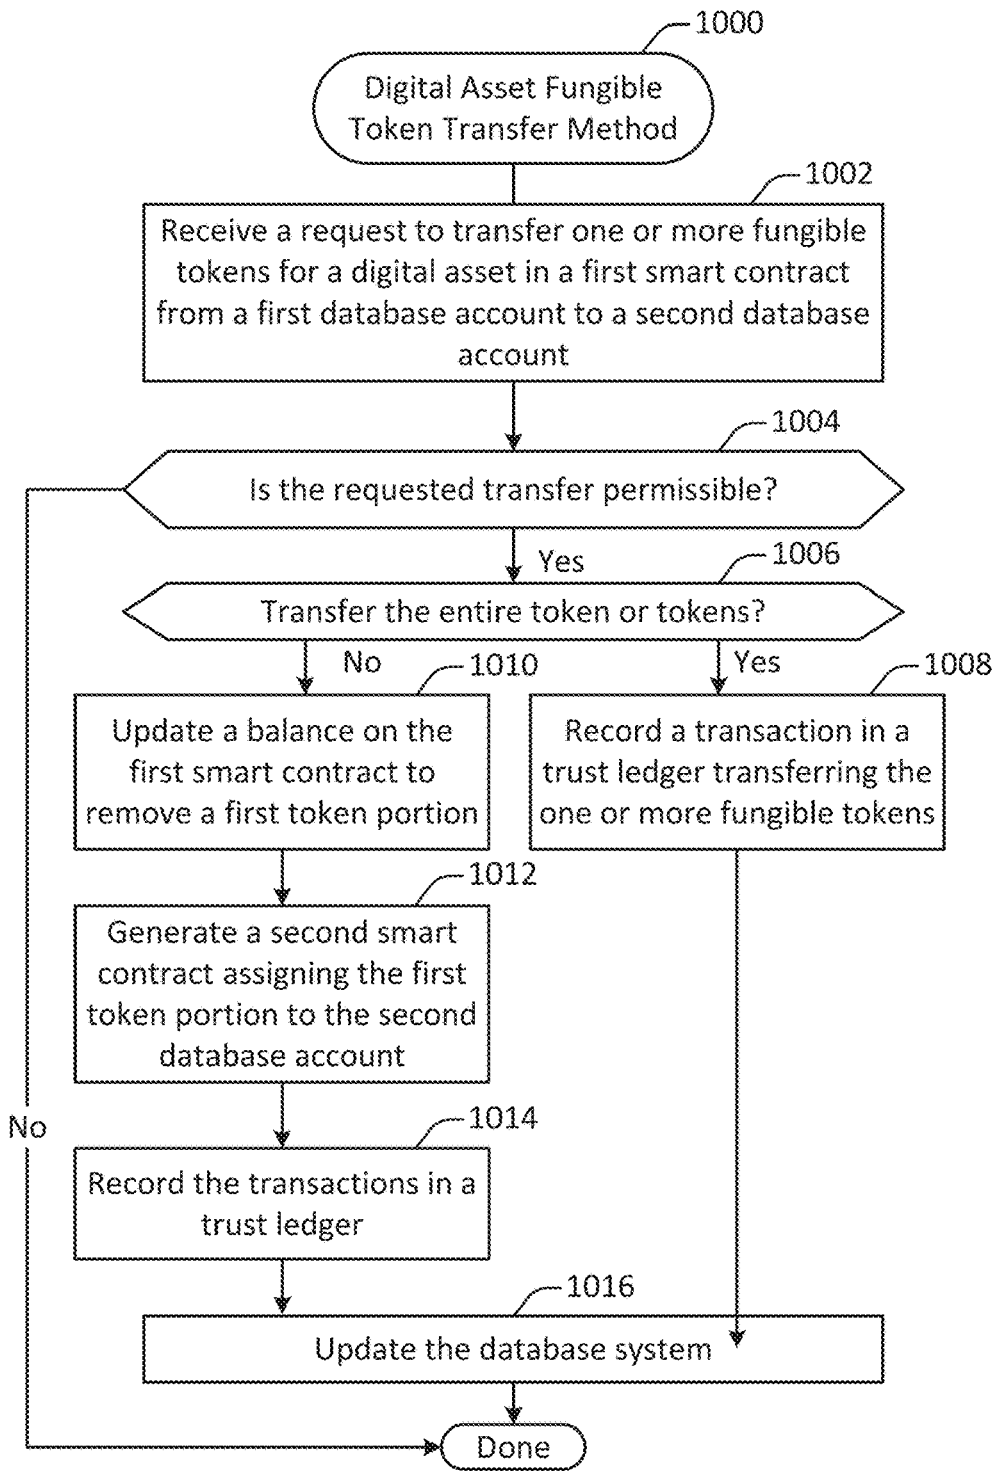 1000
Digital Asset Fungible
Token Transfer Method
1002
Receive a request to transfer one or more fungible
tokens for a digital asset in a first smart contract
from a first database account to a second database
account
1004
Is the requested transfer permissible?
Yes
1006
Transfer the entire token or tokens?
No
1010
Yes
1008
Update a balance on the
first smart contract to
remove a first token portion
Record a transaction in a
trust ledger transferring the
one or more fungible tokens
1012
Generate a second smart
contract assigning the first
token portion to the second
database account
No
1014
Record the transactions in a
trust ledger
1016
Update the database system
Done